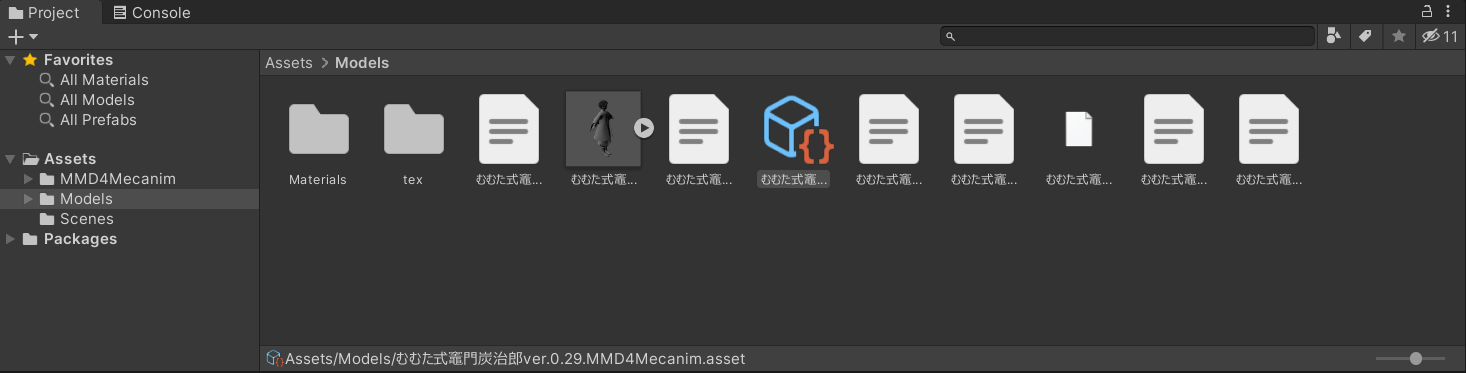 Project
Console
11
Favorites
All Materials
All Models
All Prefabs
Assets
MMD4Mecanim
Models
Scenes
Packages
Assets > Models
Materials
tex
むむた式竈...
むむた式竈...
むむた式竈...
むむた式竈...
むむた式竈...
むむた式竈...
むむた式竈...
むむた式竈...
むむた式竈...
Assets/Models/むむた式竈門炭治郎ver.0.29.MMD4Mecanim.asset